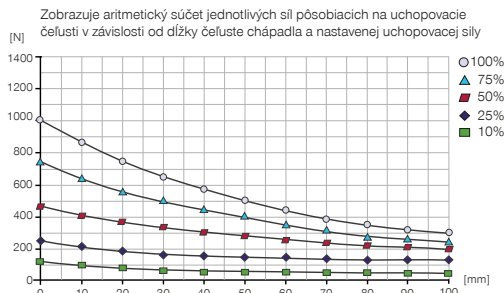 Zobrazuje aritmetický súčet jednotlivých síl pôsobiacich na uchopovacie
čeľusti v závislosti od dĺžky čeľuste chápadla a nastavenej uchopovacej sily
[N]
1400
1200
1000
800
600
400
200
0
0 10 20 30 40 50 60 70 80 90 100
[mm]
100%
75%
50%
25%
10%